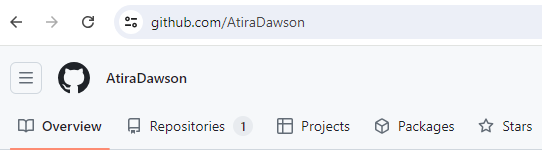 github.com/AtiraDawson
AtiraDawson
Overview Repositories 1 Projects Packages Stars